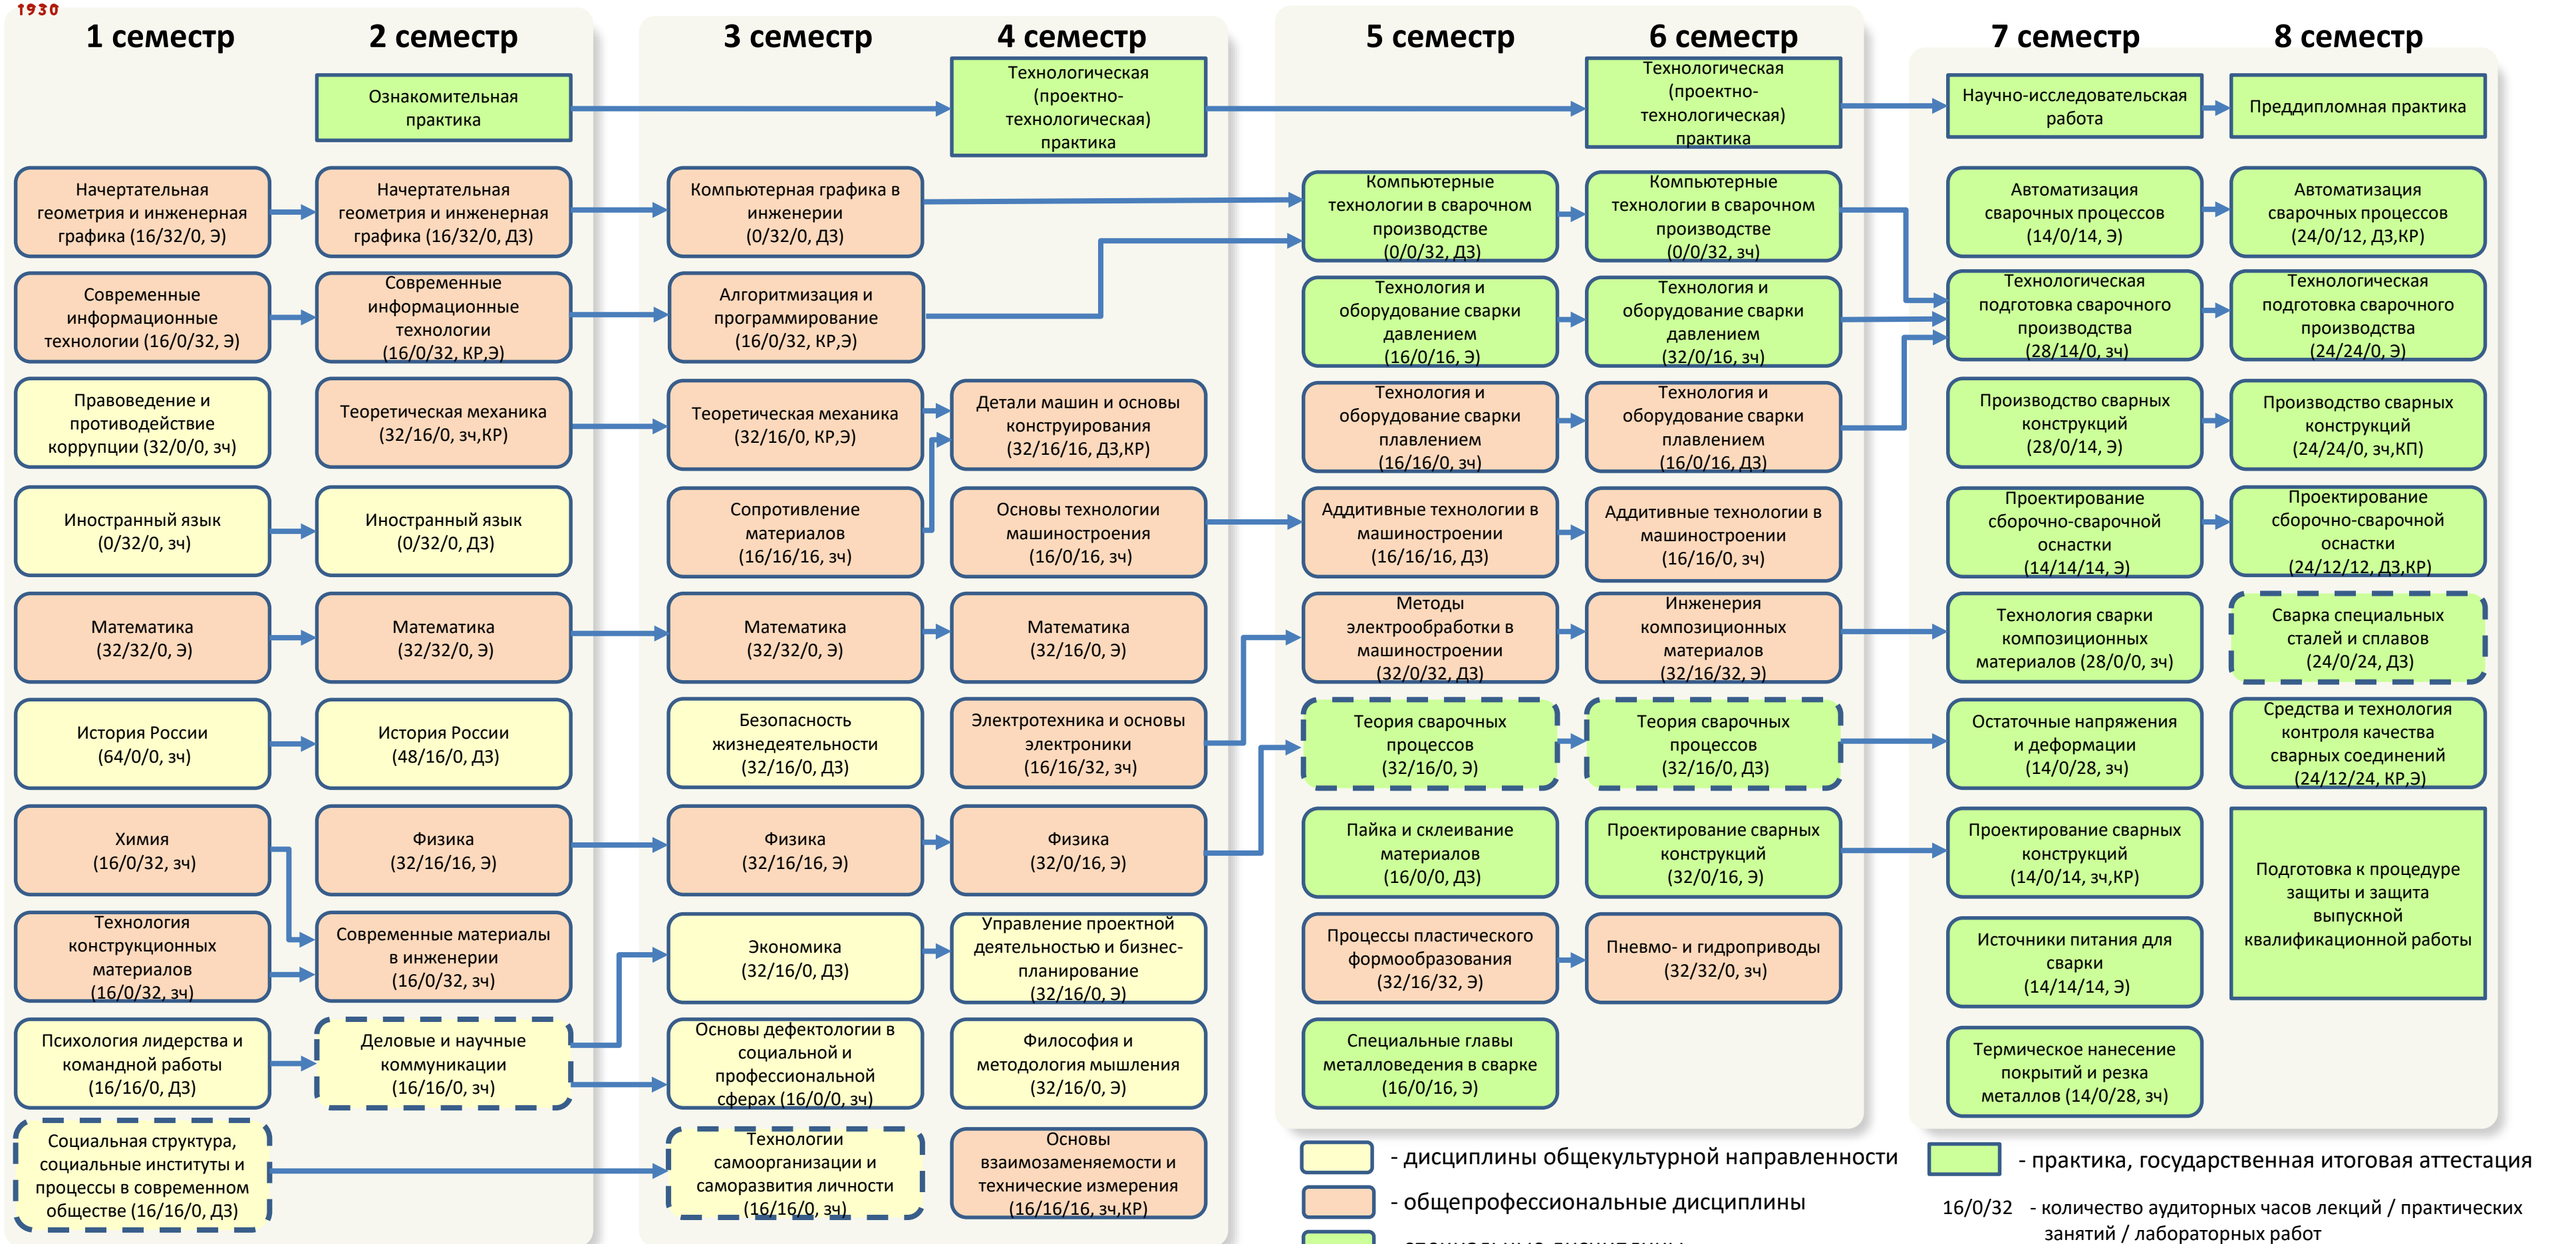 1930
1 семестр
2 семестр
3 семестр
4 семестр
5 семестр
6 семестр
7 семестр
8 семестр
Ознакомительная
практика
Технологическая
(проектно-
технологическая)
практика
Технологическая
(проектно-
технологическая)
практика
Научно-исследовательская
работа
Преддипломная практика
Начертательная
геометрия и инженерная
графика (16/32/0, Э)
Начертательная
геометрия и инженерная
графика (16/32/0, ДЗ)
Компьютерная графика в
инженерии
(0/32/0, ДЗ)
Компьютерные
технологии в сварочном
производстве
(0/0/32, ДЗ)
Компьютерные
технологии в сварочном
производстве
(0/0/32, зч)
Автоматизация
сварочных процессов
(14/0/14, Э)
Автоматизация
сварочных процессов
(24/0/12, ДЗ,КР)
Современные
информационные
технологии (16/0/32, Э)
Современные
информационные
технологии
(16/0/32, КР,Э)
Алгоритмизация и
программирование
(16/0/32, КР,Э)
Технология и
оборудование сварки
давлением
(16/0/16, Э)
Технология и
оборудование сварки
давлением
(32/0/16, зч)
Технологическая
подготовка сварочного
производства
(28/14/0, зч)
Технологическая
подготовка сварочного
производства
(24/24/0, Э)
Правоведение и
противодействие
коррупции (32/0/0, зч)
Теоретическая механика
(32/16/0, зч,КР)
Теоретическая механика
(32/16/0, КР,Э)
Детали машин и основы
конструирования
(32/16/16, ДЗ,КР)
Технология и
оборудование сварки
плавлением
(16/16/0, зч)
Технология и
оборудование сварки
плавлением
(16/0/16, ДЗ)
Производство сварных
конструкций
(28/0/14, Э)
Производство сварных
конструкций
(24/24/0, зч,КП)
Иностранный язык
(0/32/0, зч)
Иностранный язык
(0/32/0, ДЗ)
Сопротивление
материалов
(16/16/16, зч)
Основы технологии
машиностроения
(16/0/16, зч)
Аддитивные технологии в
машиностроении
(16/16/16, ДЗ)
Аддитивные технологии в
машиностроении
(16/16/0, зч)
Проектирование
сборочно-сварочной
оснастки
(14/14/14, Э)
Проектирование
сборочно-сварочной
оснастки
(24/12/12, ДЗ,КР)
Математика
(32/32/0, Э)
Математика
(32/32/0, Э)
Математика
(32/32/0, Э)
Математика
(32/16/0, Э)
Методы
электрообработки в
машиностроении
(32/0/32, ДЗ)
Инженерия
композиционных
материалов
(32/16/32, Э)
Технология сварки
композиционных
материалов (28/0/0, зч)
Сварка специальных
сталей и сплавов
(24/0/24, ДЗ)
История России
(64/0/0, зч)
История России
(48/16/0, ДЗ)
Безопасность
жизнедеятельности
(32/16/0, ДЗ)
Электротехника и основы
электроники
(16/16/32, зч)
Теория сварочных
процессов
(32/16/0, Э)
Теория сварочных
процессов
(32/16/0, ДЗ)
Остаточные напряжения
и деформации
(14/0/28, зч)
Средства и технология
контроля качества
сварных соединений
(24/12/24, КР,Э)
Химия
(16/0/32, зч)
Физика
(32/16/16, Э)
Физика
(32/16/16, Э)
Физика
(32/0/16, Э)
Пайка и склеивание
материалов
(16/0/0, ДЗ)
Проектирование сварных
конструкций
(32/0/16, Э)
Проектирование сварных
конструкций
(14/0/14, зч,КР)
Подготовка к процедуре
защиты и защита
выпускной
квалификационной работы
Технология
конструкционных
материалов
(16/0/32, зч)
Современные материалы
в инженерии
(16/0/32, зч)
Экономика
(32/16/0, ДЗ)
Управление проектной
деятельностью и бизнес-
планирование
(32/16/0, Э)
Процессы пластического
формообразования
(32/16/32, Э)
Пневмо- и гидроприводы
(32/32/0, зч)
Источники питания для
сварки
(14/14/14, Э)
Психология лидерства и
командной работы
(16/16/0, ДЗ)
Деловые и научные
коммуникации
(16/16/0, зч)
Основы дефектологии в
социальной и
профессиональной
сферах (16/0/0, зч)
Философия и
методология мышления
(32/16/0, Э)
Специальные главы
металловедения в сварке
(16/0/16, Э)
Термическое нанесение
покрытий и резка
металлов (14/0/28, зч)
Социальная структура,
социальные институты и
процессы в современном
обществе (16/16/0, ДЗ)
Технологии
самоорганизации и
саморазвития личности
(16/16/0, зч)
Основы
взаимозаменяемости и
технические измерения
(16/16/16, зч,КР)
- дисциплины общекультурной направленности
- общепрофессиональные дисциплины
- практика, государственная итоговая аттестация
16/0/32 - количество аудиторных часов лекций / практических
занятий / лабораторных работ